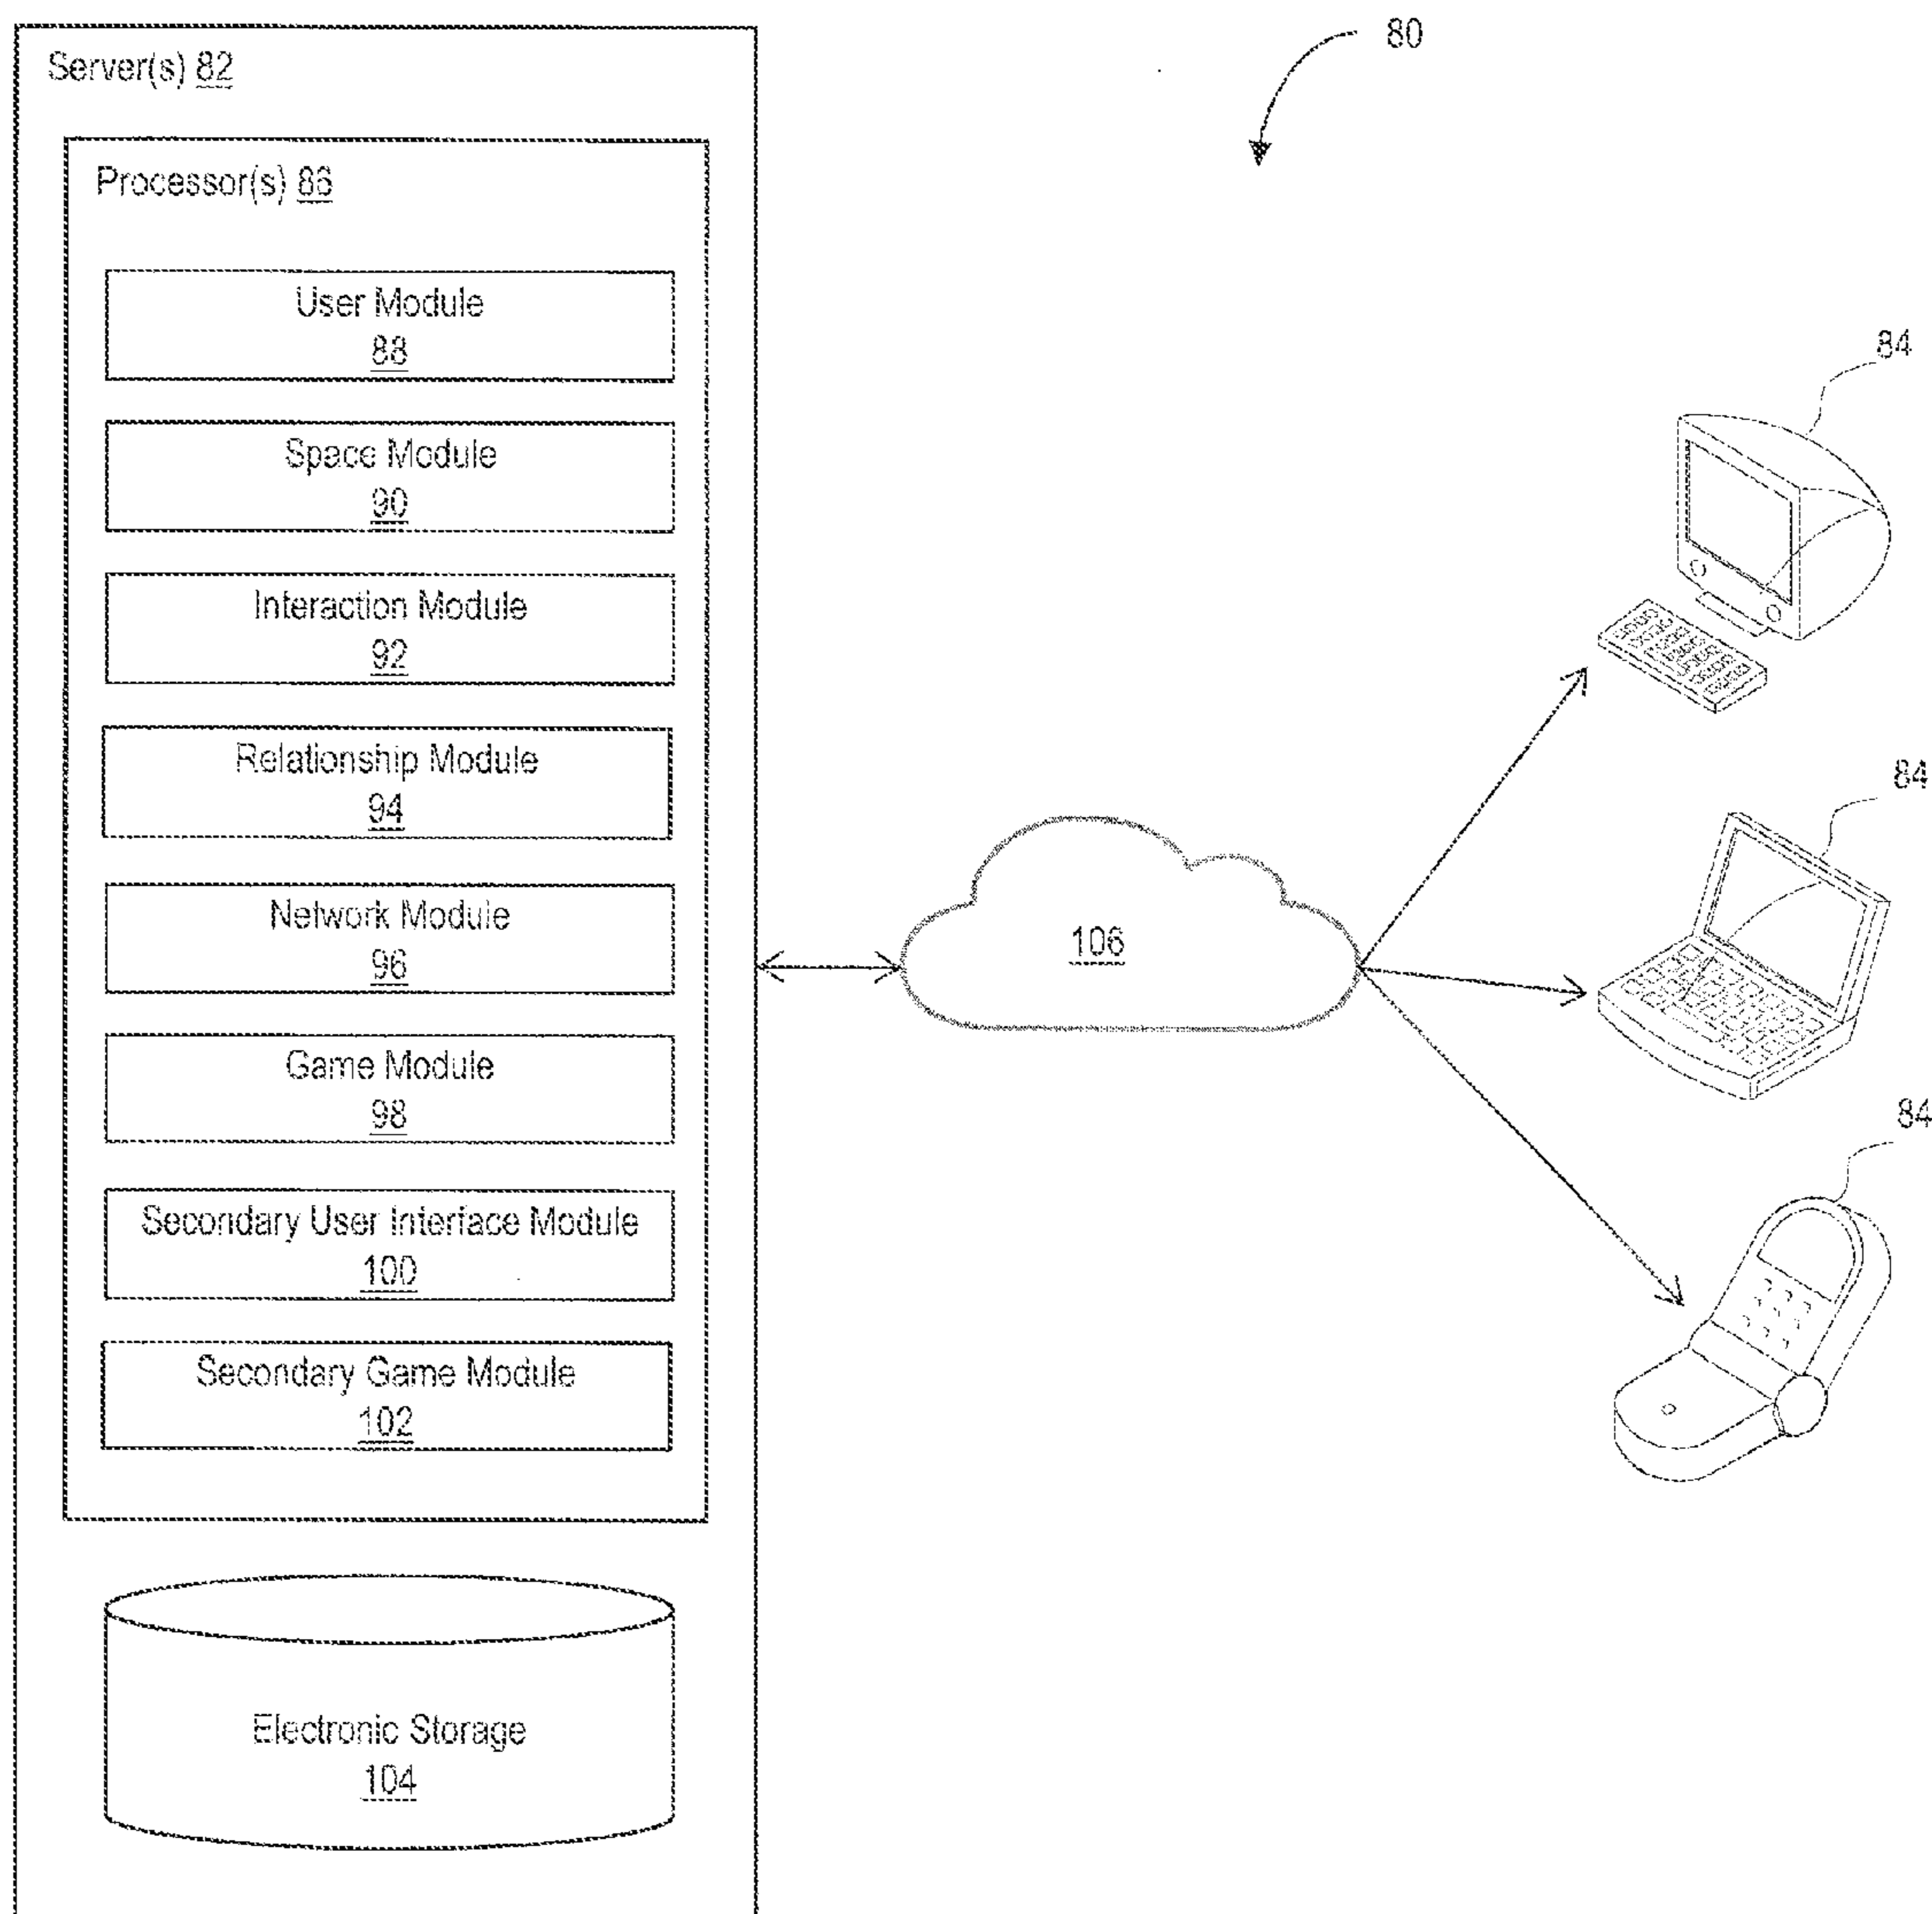 80
Server(s) 82
Processor(s) 86
User Module
88
Space Module
90
Interaction Module
92
Relationship Module
94
Network Module
96
Game Module
98
Secondary User Interface Module
100
Secondary Game Module
102
Electronic Storage
104
106
84
84
84